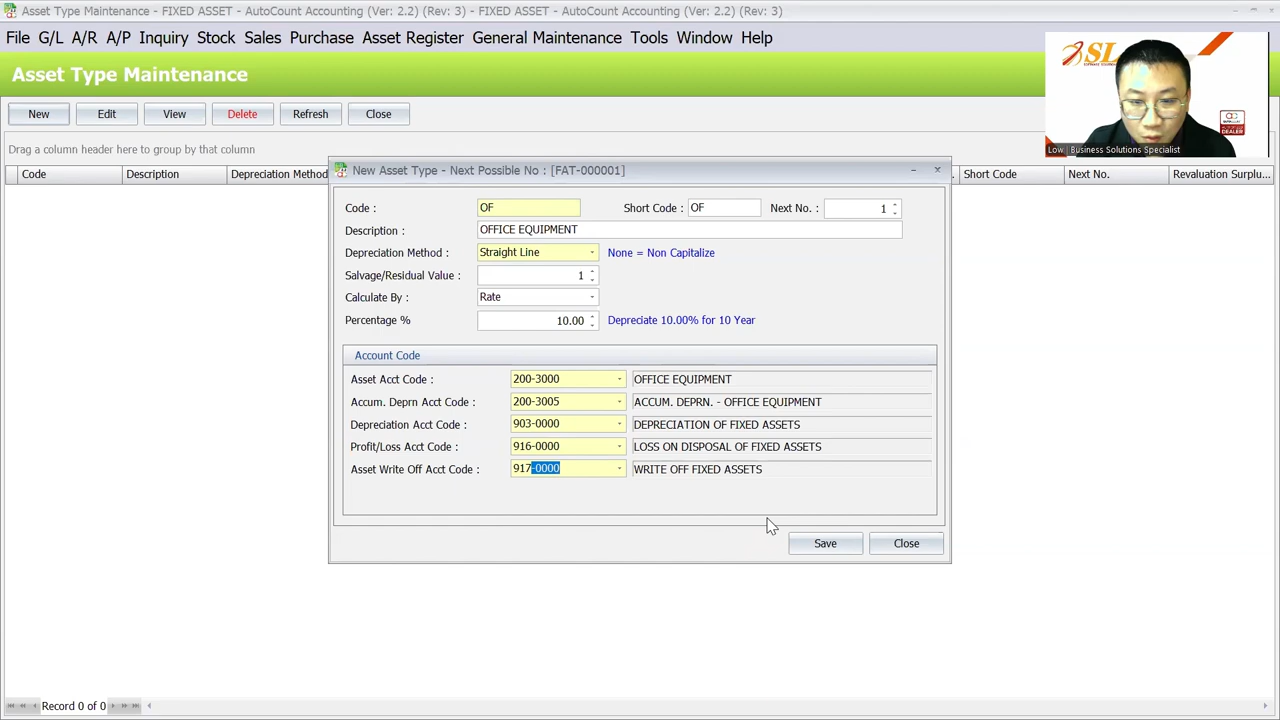 Asset Type Maintenance - FIXED ASSET - AutoCount Accounting (Ver: 2.2) (Rev: 3) - FIXED ASSET - AutoCount Accounting (Ver: 2.2) (Rev: 3)
File G/L A/R A/P Inquiry Stock Sales Purchase Asset Register General Maintenance Tools Window Help
Asset Type Maintenance
New Edit View Delete Refresh Close
Drag a column header here to group by that column
Code Description Depreciation Method Short Code Next No. Revaluation Surplu...
SL
DEALER
Low | Business Solutions Specialist
New Asset Type - Next Possible No : [FAT-000001]
Code : OF Short Code : OF Next No. : 1
Description : OFFICE EQUIPMENT
Depreciation Method : Straight Line None = Non Capitalize
Salvage/Residual Value : 1
Calculate By : Rate
Percentage % 10.00 Depreciate 10.00% for 10 Year
Account Code
Asset Acct Code : 200-3000 OFFICE EQUIPMENT
Accum. Deprn Acct Code : 200-3005 ACCUM. DEPRN. - OFFICE EQUIPMENT
Depreciation Acct Code : 903-0000 DEPRECIATION OF FIXED ASSETS
Profit/Loss Acct Code : 916-0000 LOSS ON DISPOSAL OF FIXED ASSETS
Asset Write Off Acct Code : 917-0000 WRITE OFF FIXED ASSETS
Save Close
Record 0 of 0